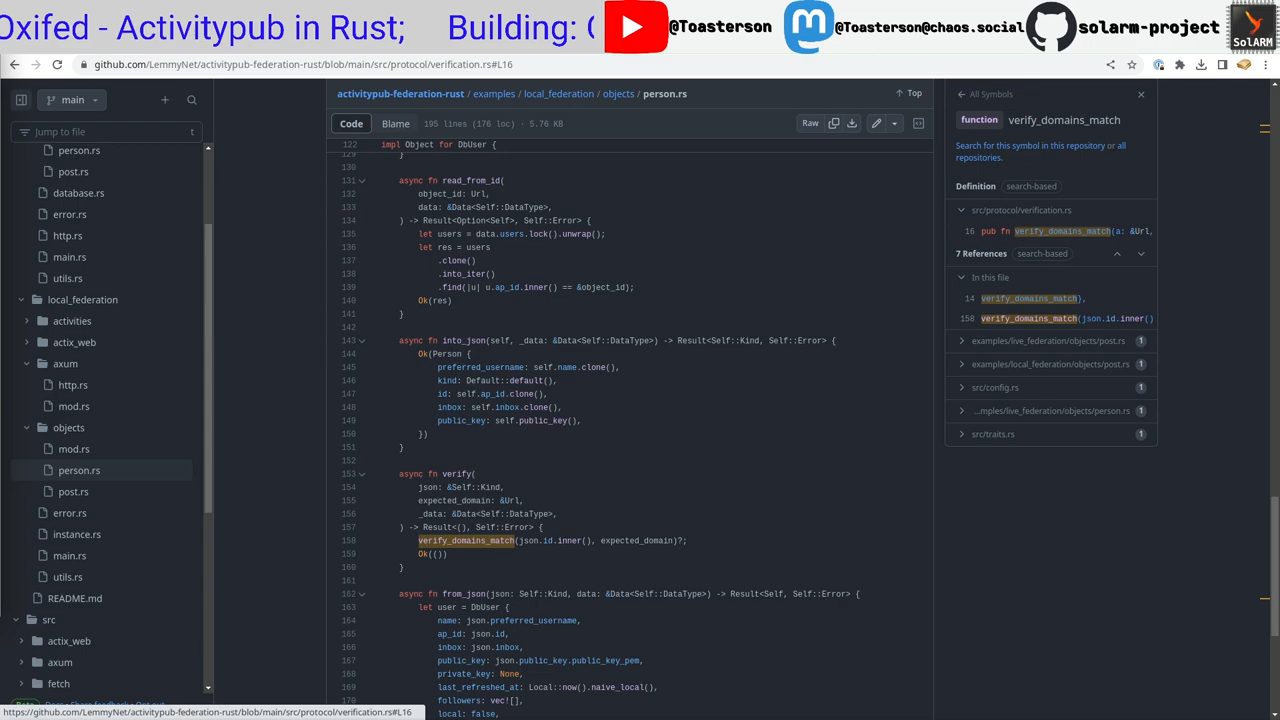 Oxifed - Activitypub in Rust;
Building:
@Toasterson
@Toasterson@chaos.social
solarm-project
SolARM
github.com/LemmyNet/activitypub-federation-rust/blob/main/src/protocol/verification.rs#L16
main
Jump to file
t
person.rs
post.rs
database.rs
error.rs
http.rs
main.rs
utils.rs
local_federation
activities
actix_web
axum
http.rs
mod.rs
objects
mod.rs
person.rs
post.rs
error.rs
instance.rs
main.rs
utils.rs
README.md
src
actix_web
axum
fetch
https://github.com/LemmyNet/activitypub-federation-rust/blob/main/src/protocol/verification.rs#L16
activitypub-federation-rust / examples / local_federation / objects / person.rs
Top
Code
Blame
195 lines (176 loc) · 5.76 KB
Raw
122 impl Object for DbUser {
129 }
130
131 async fn read_from_id(
132 object_id: Url,
133 data: &Data<Self::DataType>,
134 ) -> Result<Option<Self>, Self::Error> {
135 let users = data.users.lock().unwrap();
136 let res = users
137 .clone()
138 .into_iter()
139 .find(|u| u.ap_id.inner() == &object_id);
140 Ok(res)
141 }
142
143 async fn into_json(self, _data: &Data<Self::DataType>) -> Result<Self::Kind, Self::Error> {
144 Ok(Person {
145 preferred_username: self.name.clone(),
146 kind: Default::default(),
147 id: self.ap_id.clone(),
148 inbox: self.inbox.clone(),
149 public_key: self.public_key(),
150 })
151 }
152
153 async fn verify(
154 json: &Self::Kind,
155 expected_domain: &Url,
156 _data: &Data<Self::DataType>,
157 ) -> Result<(), Self::Error> {
158 verify_domains_match(json.id.inner(), expected_domain)?;
159 Ok(())
160 }
161
162 async fn from_json(json: Self::Kind, data: &Data<Self::DataType>) -> Result<Self, Self::Error> {
163 let user = DbUser {
164 name: json.preferred_username,
165 ap_id: json.id,
166 inbox: json.inbox,
167 public_key: json.public_key.public_key_pem,
168 private_key: None,
169 last_refreshed_at: Local::now().naive_local(),
170 followers: vec![],
local: false,
All Symbols
function verify_domains_match
Search for this symbol in this repository or all
repositories.
Definition search-based
src/protocol/verification.rs
16 pub fn verify_domains_match(a: &Url,
7 References search-based
In this file
14 verify_domains_match},
158 verify_domains_match(json.id.inner()
examples/live_federation/objects/post.rs 1
examples/local_federation/objects/post.rs 1
src/config.rs 1
...mples/live_federation/objects/person.rs 1
src/traits.rs 1